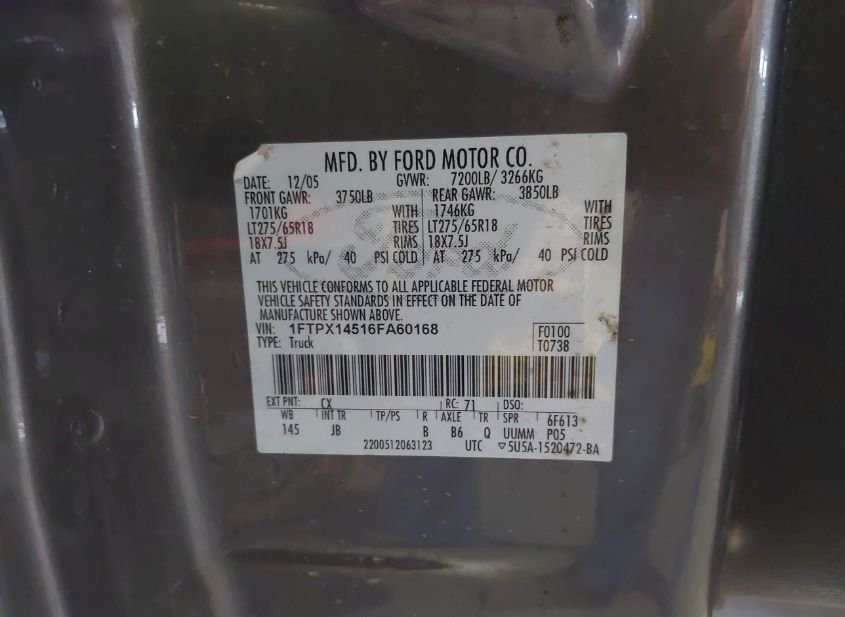 MFD. BY FORD MOTOR CO.
DATE: 12/05 GVWR: 7200LB/ 3266KG
FRONT GAWR: 3750LB REAR GAWR: 3850LB
1701KG WITH 1746KG WITH
LT275/65R18 TIRES LT275/65R18 TIRES
18X7.5J RIMS 18X7.5J RIMS
AT 275 kPa/ 40 PSI COLD AT 275 kPa/ 40 PSI COLD
THIS VEHICLE CONFORMS TO ALL APPLICABLE FEDERAL MOTOR
VEHICLE SAFETY STANDARDS IN EFFECT ON THE DATE OF
MANUFACTURE SHOWN ABOVE.
VIN: 1FTPX14516FA60168 F0100
TYPE: Truck T0738
EXT PNT: CX RC: 71 DSO:
WB INT TR TP/PS R AXLE TR SPR 6F613
145 JB B B6 Q UUMM P05
2200512063123 UTC ▽5U5A-1520472-BA